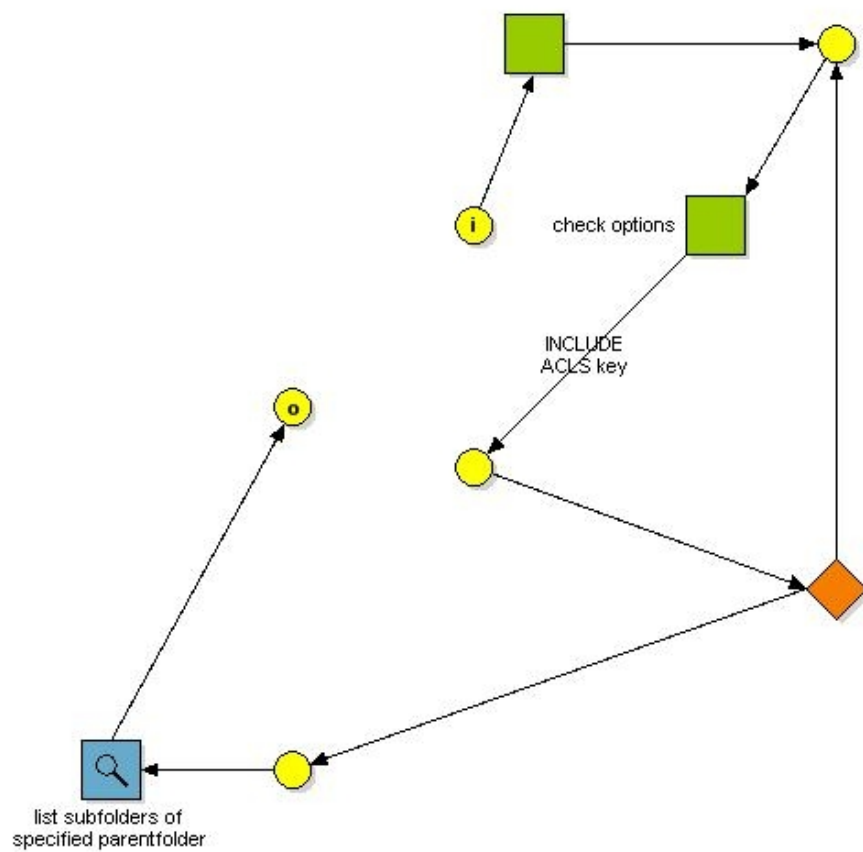 i
check options
INCLUDE
ACLS key
o
list subfolders of
specified parentfolder